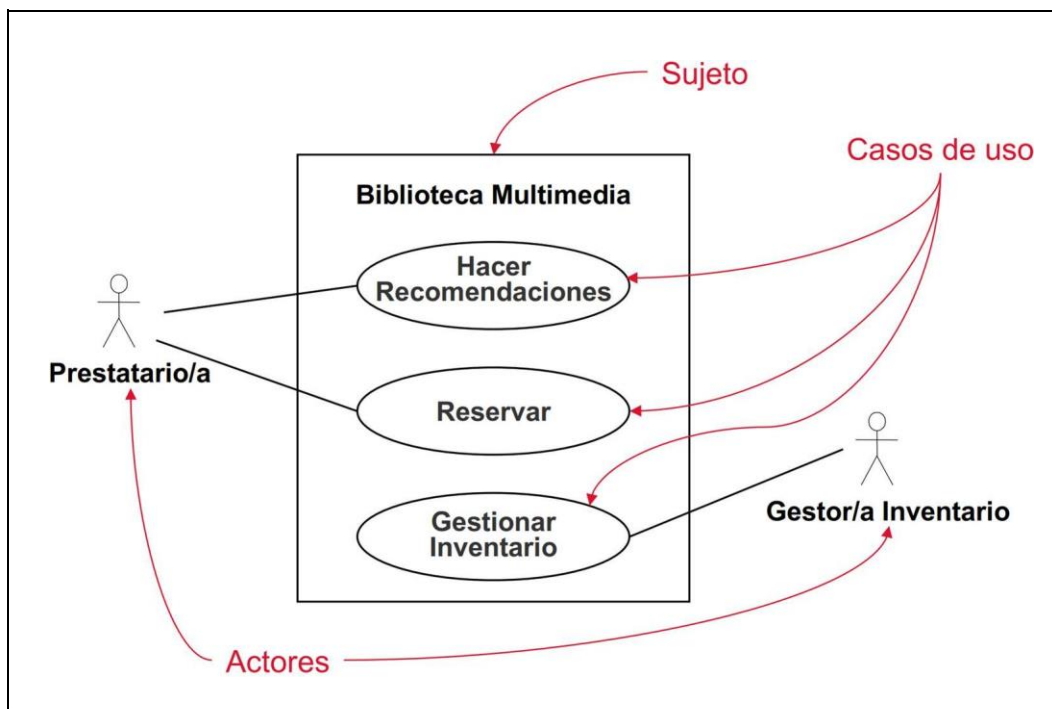 Sujeto
Casos de uso
Biblioteca Multimedia
Hacer
Recomendaciones
Prestatario/a
Reservar
Gestionar
Inventario
Gestor/a Inventario
Actores